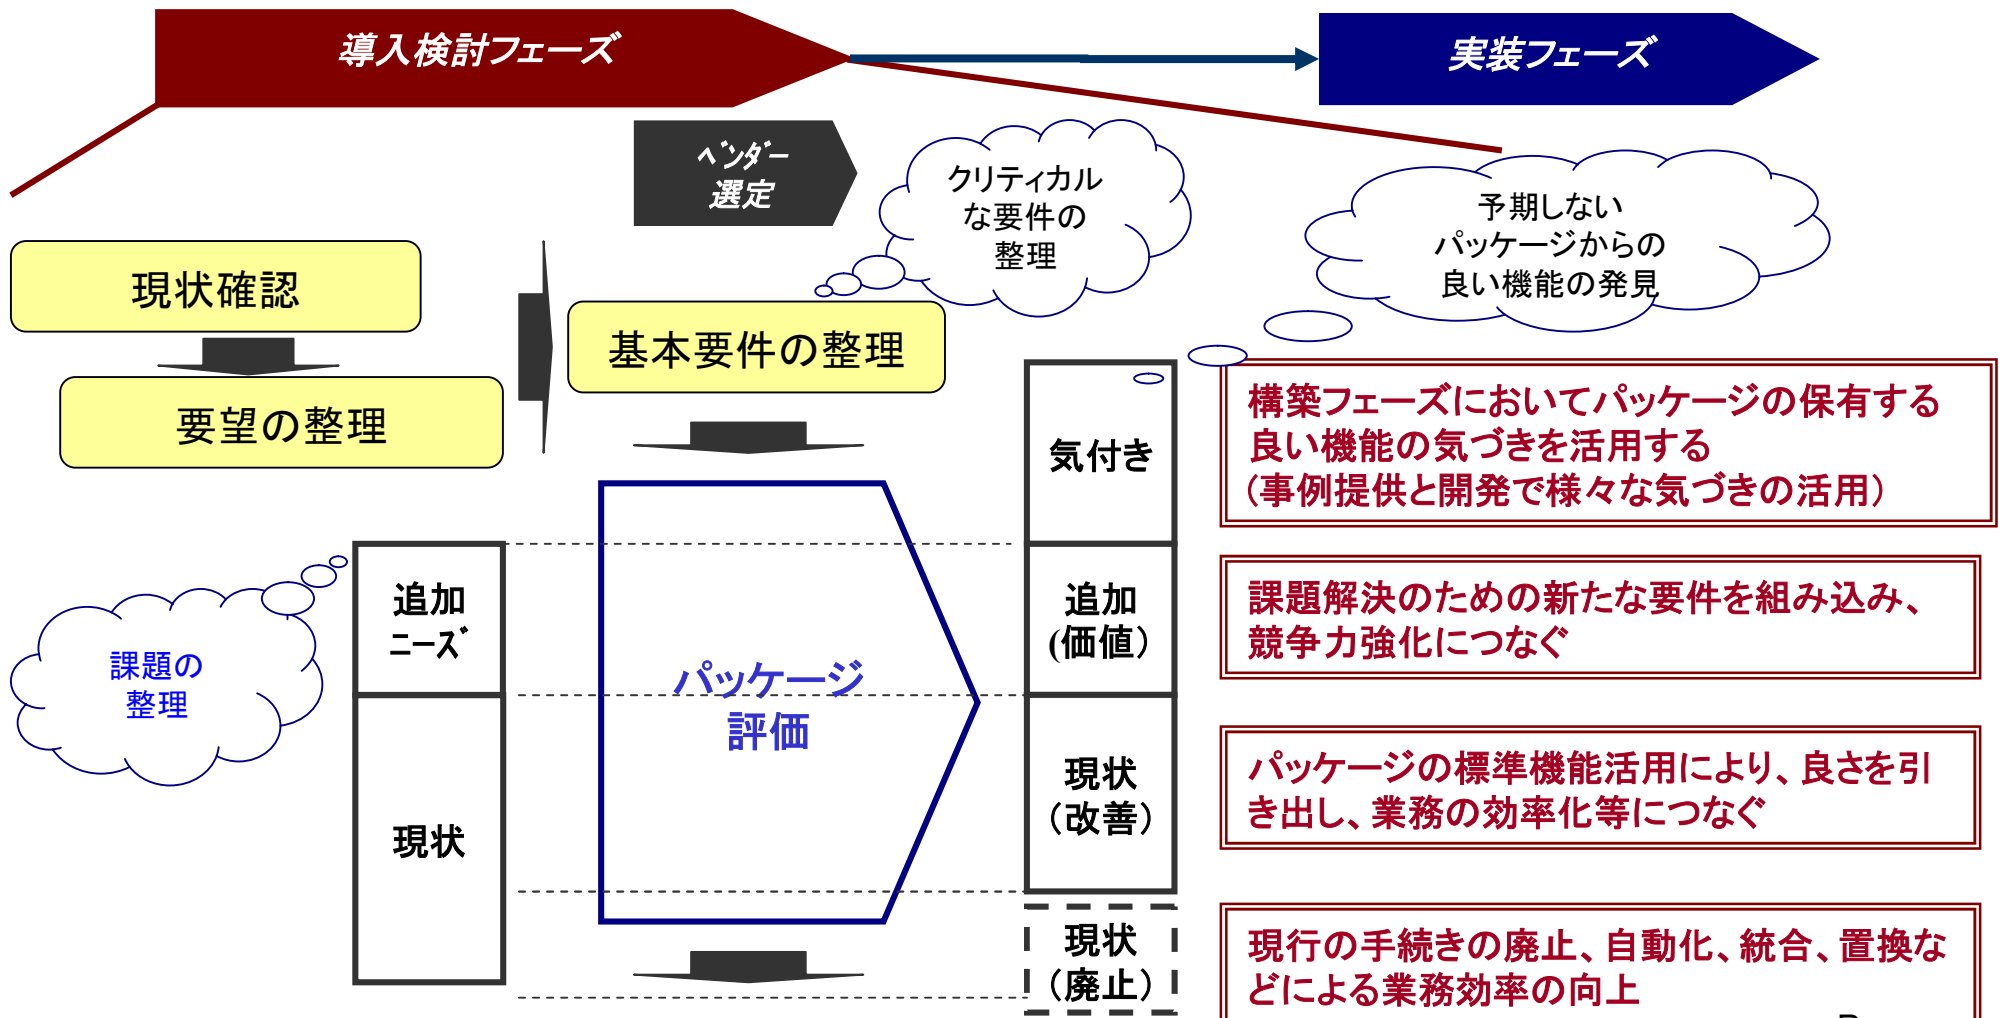 導入検討フェーズ
実装フェーズ
ﾍﾞﾝﾀﾞｰ
選定
クリティカル
な要件の
整理
予期しない
パッケージからの
良い機能の発見
現状確認
要望の整理
基本要件の整理
気付き
構築フェーズにおいてパッケージの保有する
良い機能の気づきを活用する
(事例提供と開発で様々な気づきの活用)
課題の
整理
追加
ﾆｰｽﾞ
現状
パッケージ
評価
追加
(価値)
課題解決のための新たな要件を組み込み、
競争力強化につなぐ
現状
(改善)
パッケージの標準機能活用により、良さを引
き出し、業務の効率化等につなぐ
現状
(廃止)
現行の手続きの廃止、自動化、統合、置換な
どによる業務効率の向上